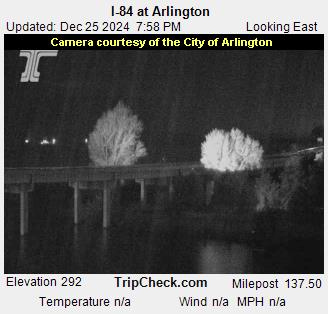 I-84 at Arlington
Updated: Dec 25 2024 7:58 PM Looking East
Camera courtesy of the City of Arlington
Elevation 292 TripCheck.com Milepost 137.50
Temperature n/a Wind n/a MPH n/a